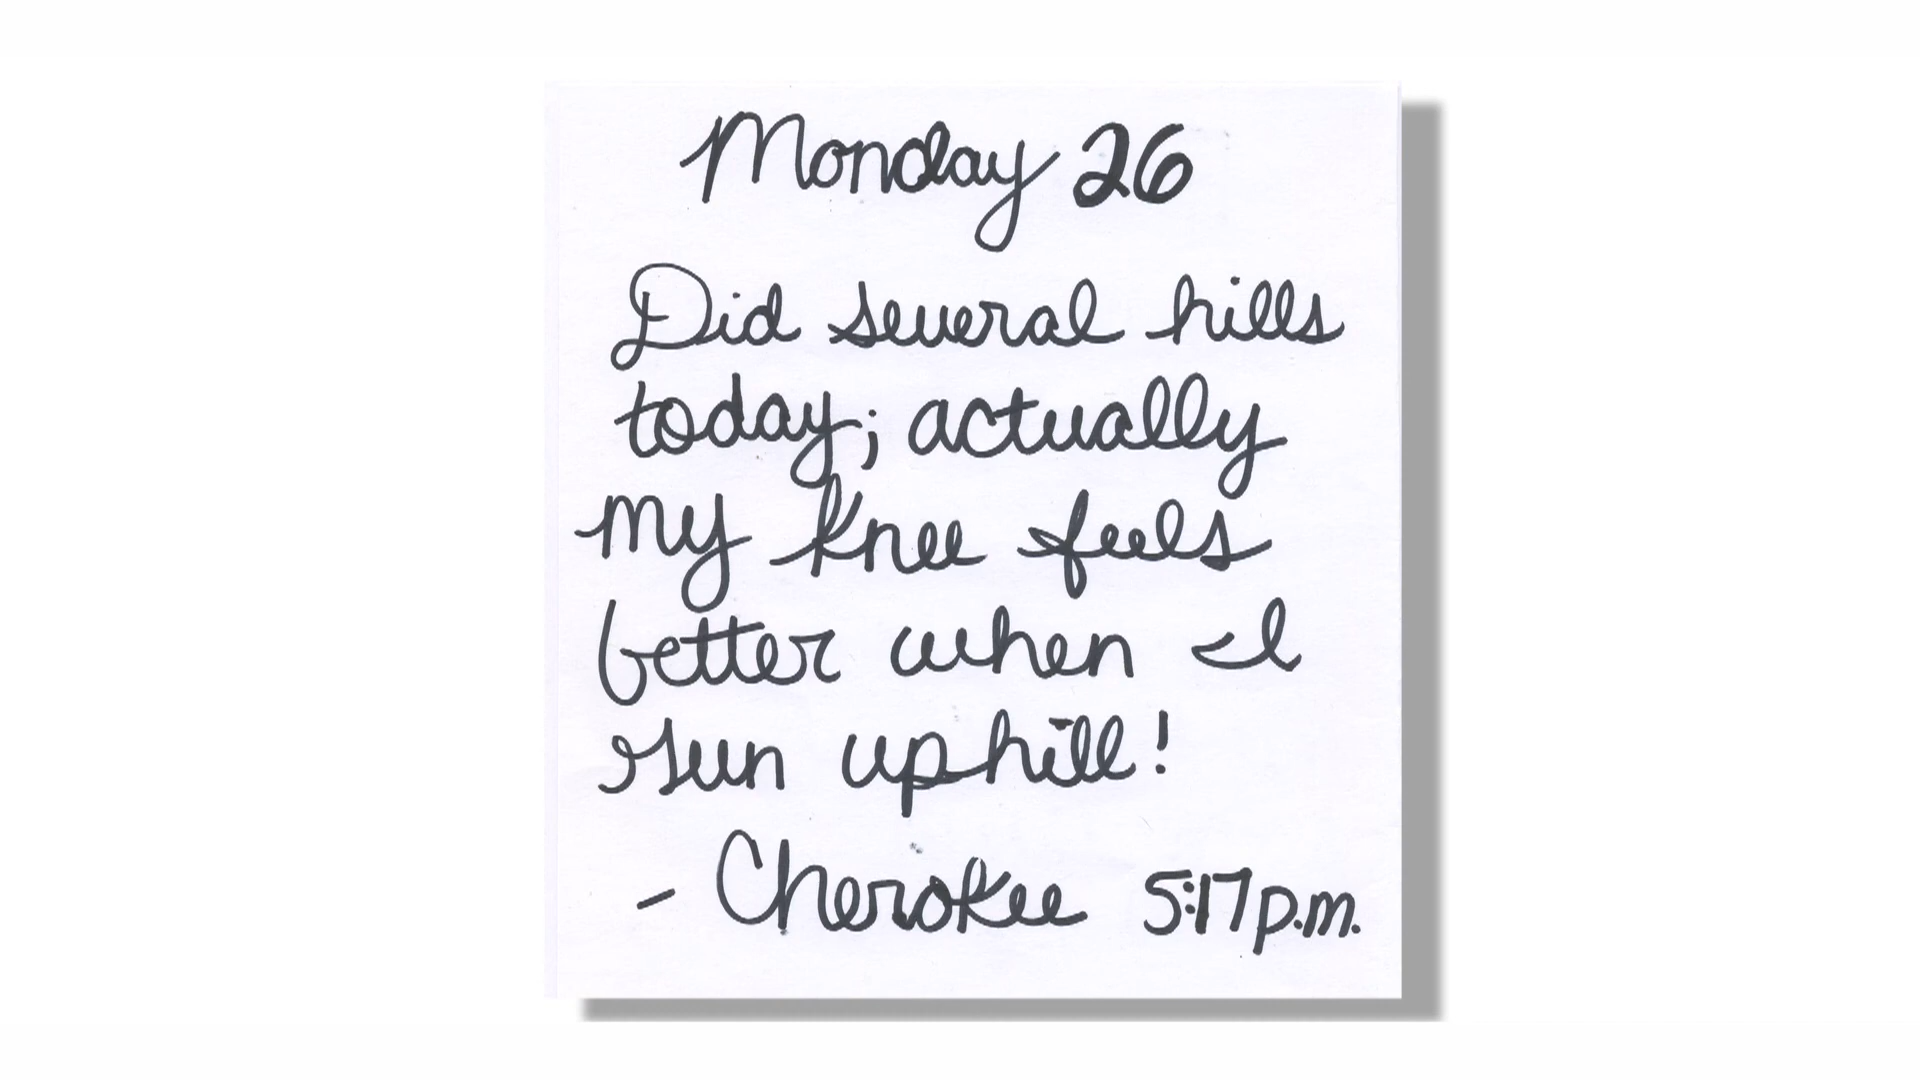 Monday 26
Did several hills
today; actually
my knee feels
better when I
run uphill!
- Cherokee 5:17p.m.